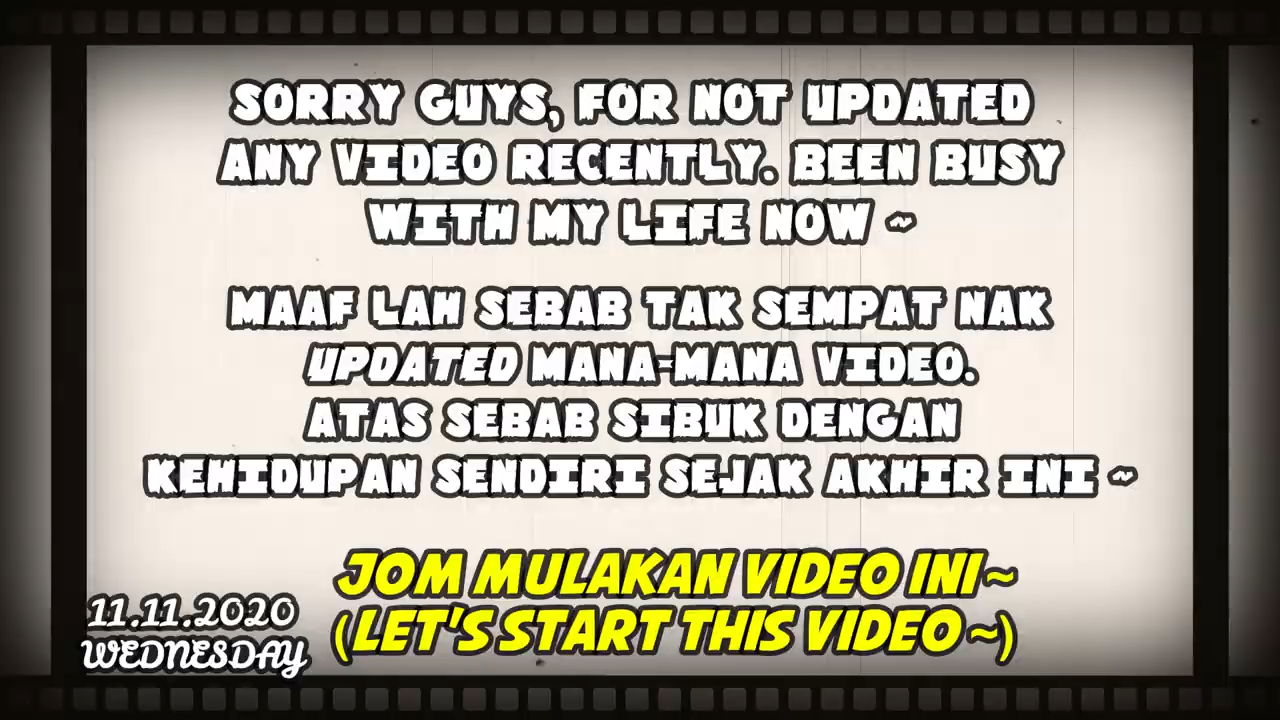 SORRY GUYS, FOR NOT UPDATED
ANY VIDEO RECENTLY. BEEN BUSY
WITH MY LIFE NOW ~
MAAF LAH SEBAB TAK SEMPAT NAK
UPDATED MANA-MANA VIDEO.
ATAS SEBAB SIBUK DENGAN
KEHIDUPAN SENDIRI SEJAK AKHIR INI ~
JOM MULAKAN VIDEO INI ~
(LET'S START THIS VIDEO ~)
11.11.2020
WEDNESDAY